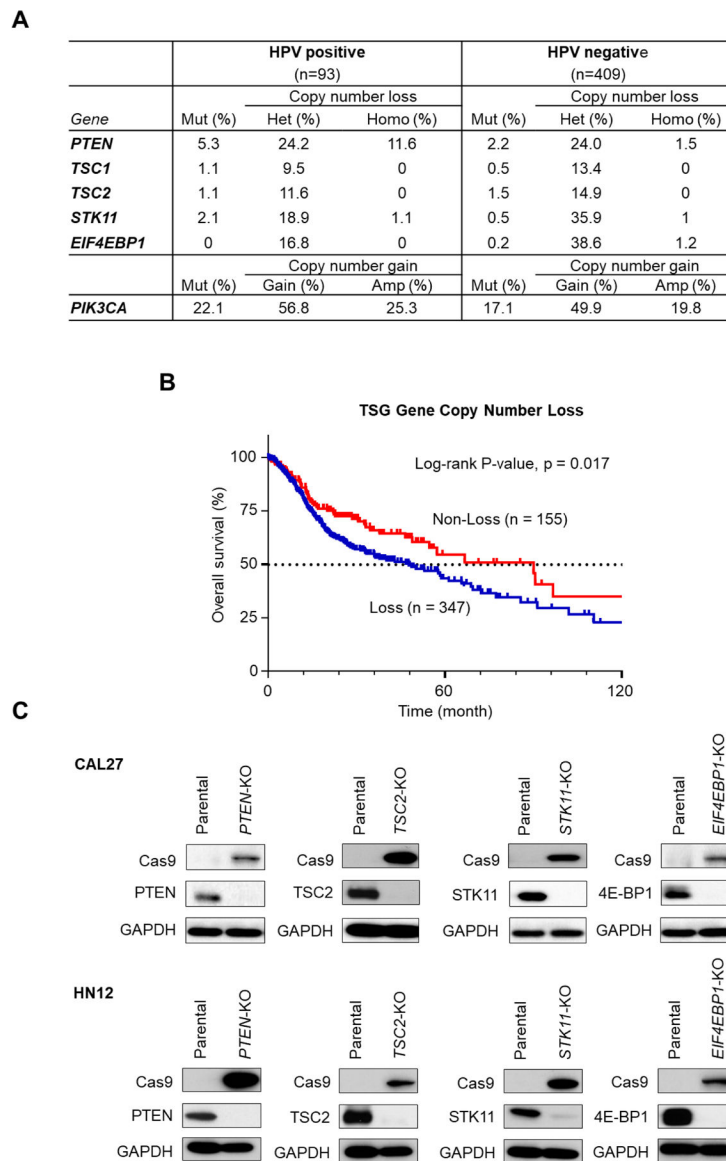 A
HPV positive HPV negative
(n=93) (n=409)
Copy number loss Copy number loss
Gene Mut (%) Het (%) Homo (%) Mut (%) Het (%) Homo (%)
PTEN 5.3 24.2 11.6 2.2 24.0 1.5
TSC1 1.1 9.5 0 0.5 13.4 0
TSC2 1.1 11.6 0 1.5 14.9 0
STK11 2.1 18.9 1.1 0.5 35.9 1
EIF4EBP1 0 16.8 0 0.2 38.6 1.2
Copy number gain Copy number gain
Mut (%) Gain (%) Amp (%) Mut (%) Gain (%) Amp (%)
PIK3CA 22.1 56.8 25.3 17.1 49.9 19.8
B
TSG Gene Copy Number Loss
Log-rank P-value, p = 0.017
Non-Loss (n = 155)
Loss (n = 347)
Overall survival (%)
100
75
50
25
0
0 60 120
Time (month)
C
CAL27
Parental PTEN-KO Parental TSC2-KO Parental STK11-KO Parental EIF4EBP1-KO
Cas9 Cas9 Cas9 Cas9
PTEN TSC2 STK11 4E-BP1
GAPDH GAPDH GAPDH GAPDH
HN12
Parental PTEN-KO Parental TSC2-KO Parental STK11-KO Parental EIF4EBP1-KO
Cas9 Cas9 Cas9 Cas9
PTEN TSC2 STK11 4E-BP1
GAPDH GAPDH GAPDH GAPDH